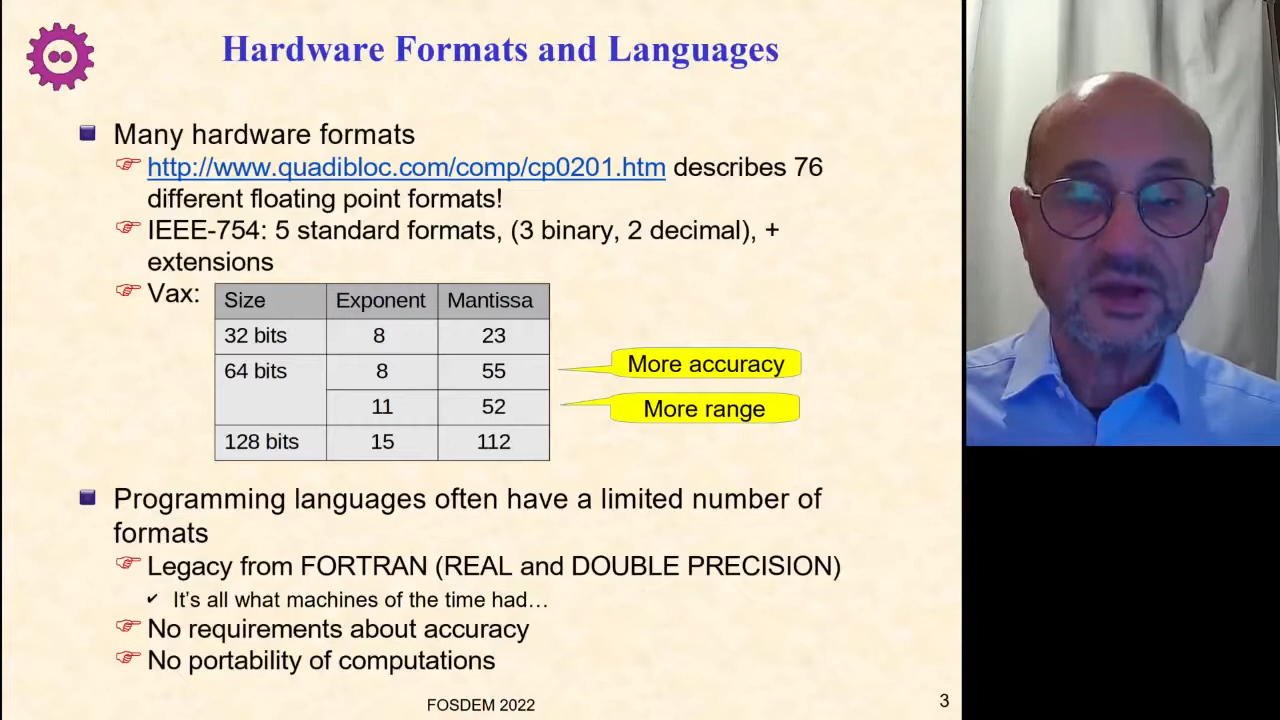 Hardware Formats and Languages
Many hardware formats
http://www.quadibloc.com/comp/cp0201.htm describes 76
different floating point formats!
IEEE-754: 5 standard formats, (3 binary, 2 decimal), +
extensions
Vax:
Size Exponent Mantissa
32 bits 8 23
64 bits 8 55
More accuracy
11 52
More range
128 bits 15 112
Programming languages often have a limited number of
formats
Legacy from FORTRAN (REAL and DOUBLE PRECISION)
It's all what machines of the time had…
No requirements about accuracy
No portability of computations
FOSDEM 2022
3